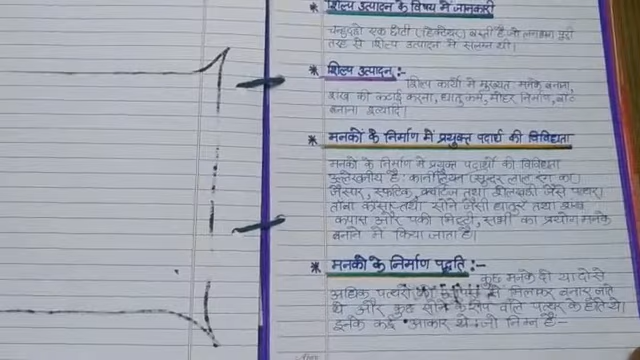 * शिल्प उत्पादन के विषय में जानकारी
चन्हुदड़ो एक छोटी (हेक्टेयर) बस्ती है जो लगभग पूरी
तरह से शिल्प उत्पादन में संलग्न थी।
* शिल्प उत्पादन :-
शिल्प कार्यो में मुख्यतः मनके बनाना,
शंख की कटाई करना, धातु कर्म, मोहर निर्माण, बाट
बनाना इत्यादि।
* मनकों के निर्माण में प्रयुक्त पदार्थ की विविधता
मनकों के निर्माण में प्रयुक्त पदार्थों की विविधता
उल्लेखनीय है: कार्नीलियन (सुन्दर लाल रंग का)
जैस्पर, स्फटिक, क्वार्टज तथा सेलखड़ी जैसे पत्थर।
तांबा, कांसा तथा सोने जैसी धातुएँ तथा शंख
और पकी मिट्टी, सभी का प्रयोग मनके
बनाने में किया जाता है।
* मनकों के निर्माण पद्धति :-
कुछ मनके दो या दो से
अधिक पत्थरों को मिलाकर बनाए जाते
थे और कुछ सोने के टोप वाले पत्थर के होते थे।
इनके कई आकार थे जो निम्न है-